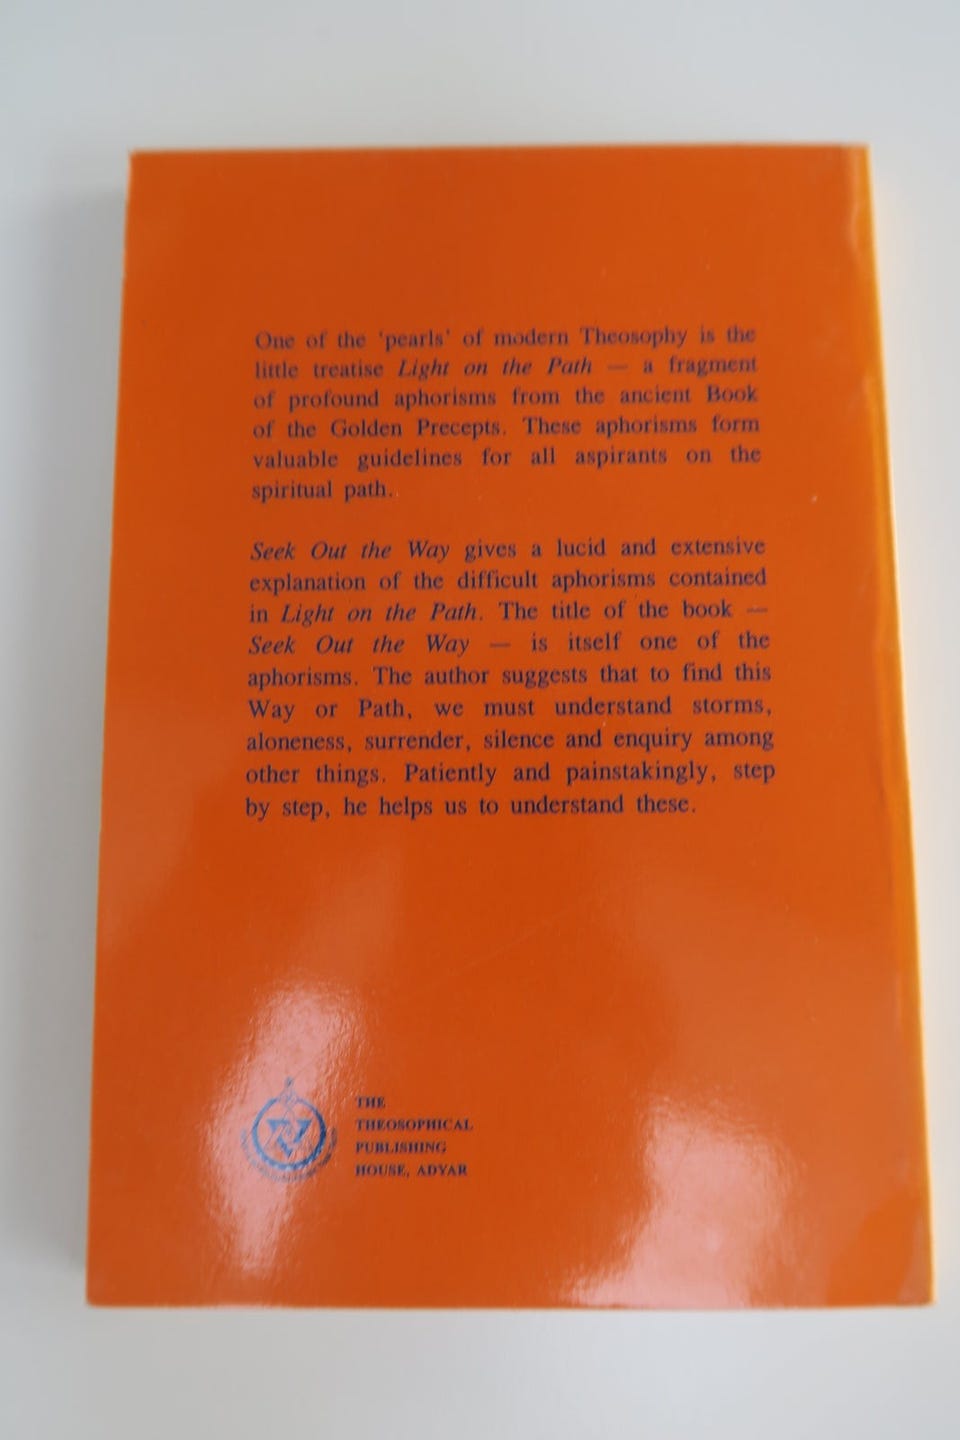 One of the 'pearls' of modern Theosophy is the
little treatise Light on the Path — a fragment
of profound aphorisms from the ancient Book
of the Golden Precepts. These aphorisms form
valuable guidelines for all aspirants on the
spiritual path.
Seek Out the Way gives a lucid and extensive
explanation of the difficult aphorisms contained
in Light on the Path. The title of the book —
Seek Out the Way — is itself one of the
aphorisms. The author suggests that to find this
Way or Path, we must understand storms,
aloneness, surrender, silence and enquiry among
other things. Patiently and painstakingly, step
by step, he helps us to understand these.
THE
THEOSOPHICAL
PUBLISHING
HOUSE, ADYAR